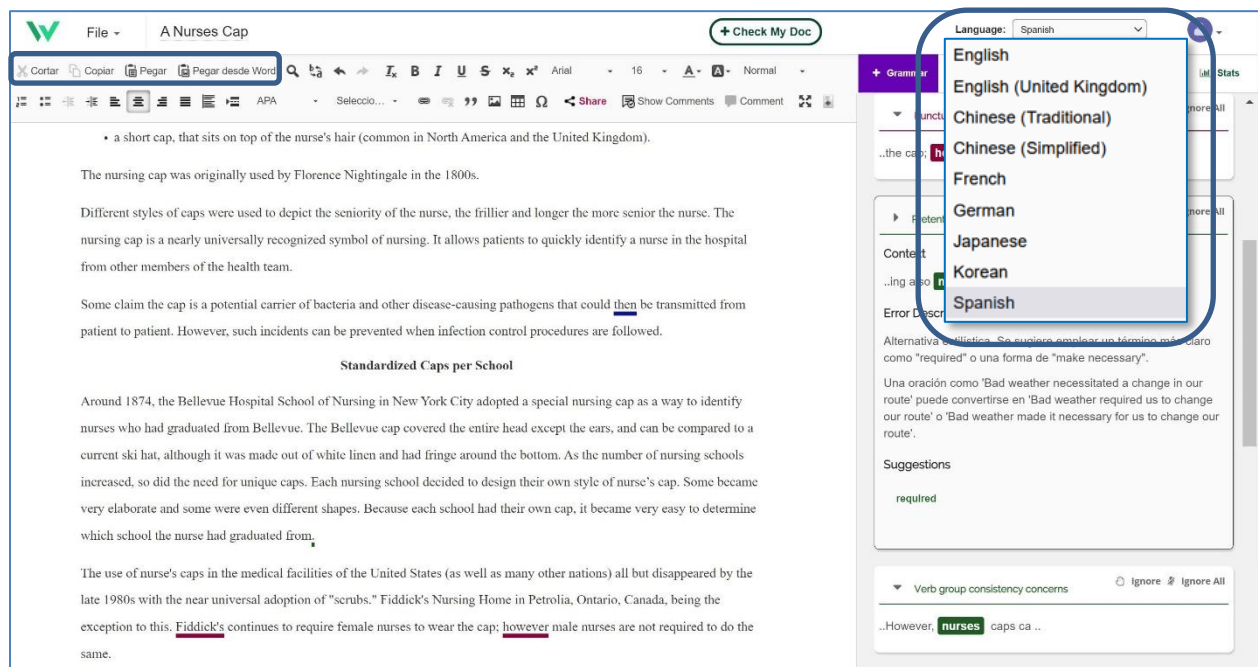 File
A Nurses Cap
+ Check My Doc
Language: Spanish
Cortar Copiar Pegar Pegar desde Word Arial 16 Normal
APA Seleccio... Share Show Comments Comment
+ Grammar
Stats
English
English (United Kingdom)
Chinese (Traditional)
Chinese (Simplified)
French
German
Japanese
Korean
Spanish
• a short cap, that sits on top of the nurse's hair (common in North America and the United Kingdom).
The nursing cap was originally used by Florence Nightingale in the 1800s.
Different styles of caps were used to depict the seniority of the nurse, the frillier and longer the more senior the nurse. The
nursing cap is a nearly universally recognized symbol of nursing. It allows patients to quickly identify a nurse in the hospital
from other members of the health team.
Some claim the cap is a potential carrier of bacteria and other disease-causing pathogens that could then be transmitted from
patient to patient. However, such incidents can be prevented when infection control procedures are followed.
Standardized Caps per School
Around 1874, the Bellevue Hospital School of Nursing in New York City adopted a special nursing cap as a way to identify
nurses who had graduated from Bellevue. The Bellevue cap covered the entire head except the ears, and can be compared to a
current ski hat, although it was made out of white linen and had fringe around the bottom. As the number of nursing schools
increased, so did the need for unique caps. Each nursing school decided to design their own style of nurse's cap. Some became
very elaborate and some were even different shapes. Because each school had their own cap, it became very easy to determine
which school the nurse had graduated from.
The use of nurse's caps in the medical facilities of the United States (as well as many other nations) all but disappeared by the
late 1980s with the near universal adoption of "scrubs." Fiddick's Nursing Home in Petrolia, Ontario, Canada, being the
exception to this. Fiddick's continues to require female nurses to wear the cap; however male nurses are not required to do the
same.
..the cap;
Context
..ing also
Alternativa estilística. Se sugiere emplear un término más claro
como "required" o una forma de "make necessary".
Una oración como 'Bad weather necessitated a change in our
route' puede convertirse en 'Bad weather required us to change
our route' o 'Bad weather made it necessary for us to change our
route'.
Suggestions
required
Verb group consistency concerns Ignore Ignore All
..However, nurses caps ca ..